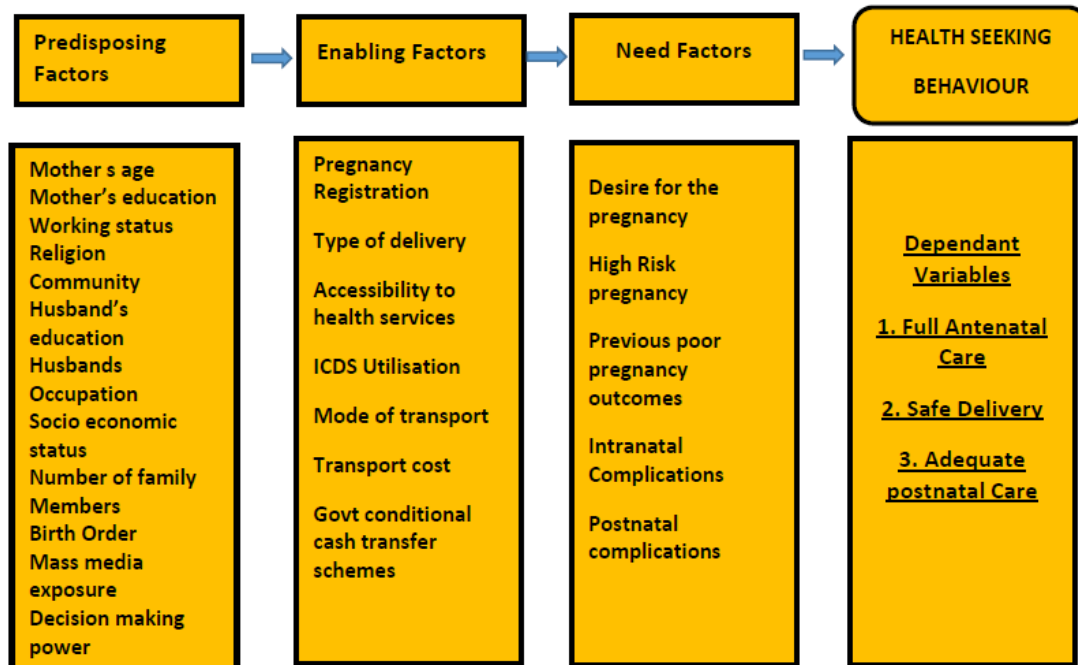 Predisposing
Factors
Enabling Factors
Need Factors
HEALTH SEEKING
BEHAVIOUR
Mother s age
Mother’s education
Working status
Religion
Community
Husband’s
education
Husbands
Occupation
Socio economic
status
Number of family
Members
Birth Order
Mass media
exposure
Decision making
power
Pregnancy
Registration
Type of delivery
Accessibility to
health services
ICDS Utilisation
Mode of transport
Transport cost
Govt conditional
cash transfer
schemes
Desire for the
pregnancy
High Risk
pregnancy
Previous poor
pregnancy
outcomes
Intranatal
Complications
Postnatal
complications
Dependant
Variables
1. Full Antenatal
Care
2. Safe Delivery
3. Adequate
postnatal Care